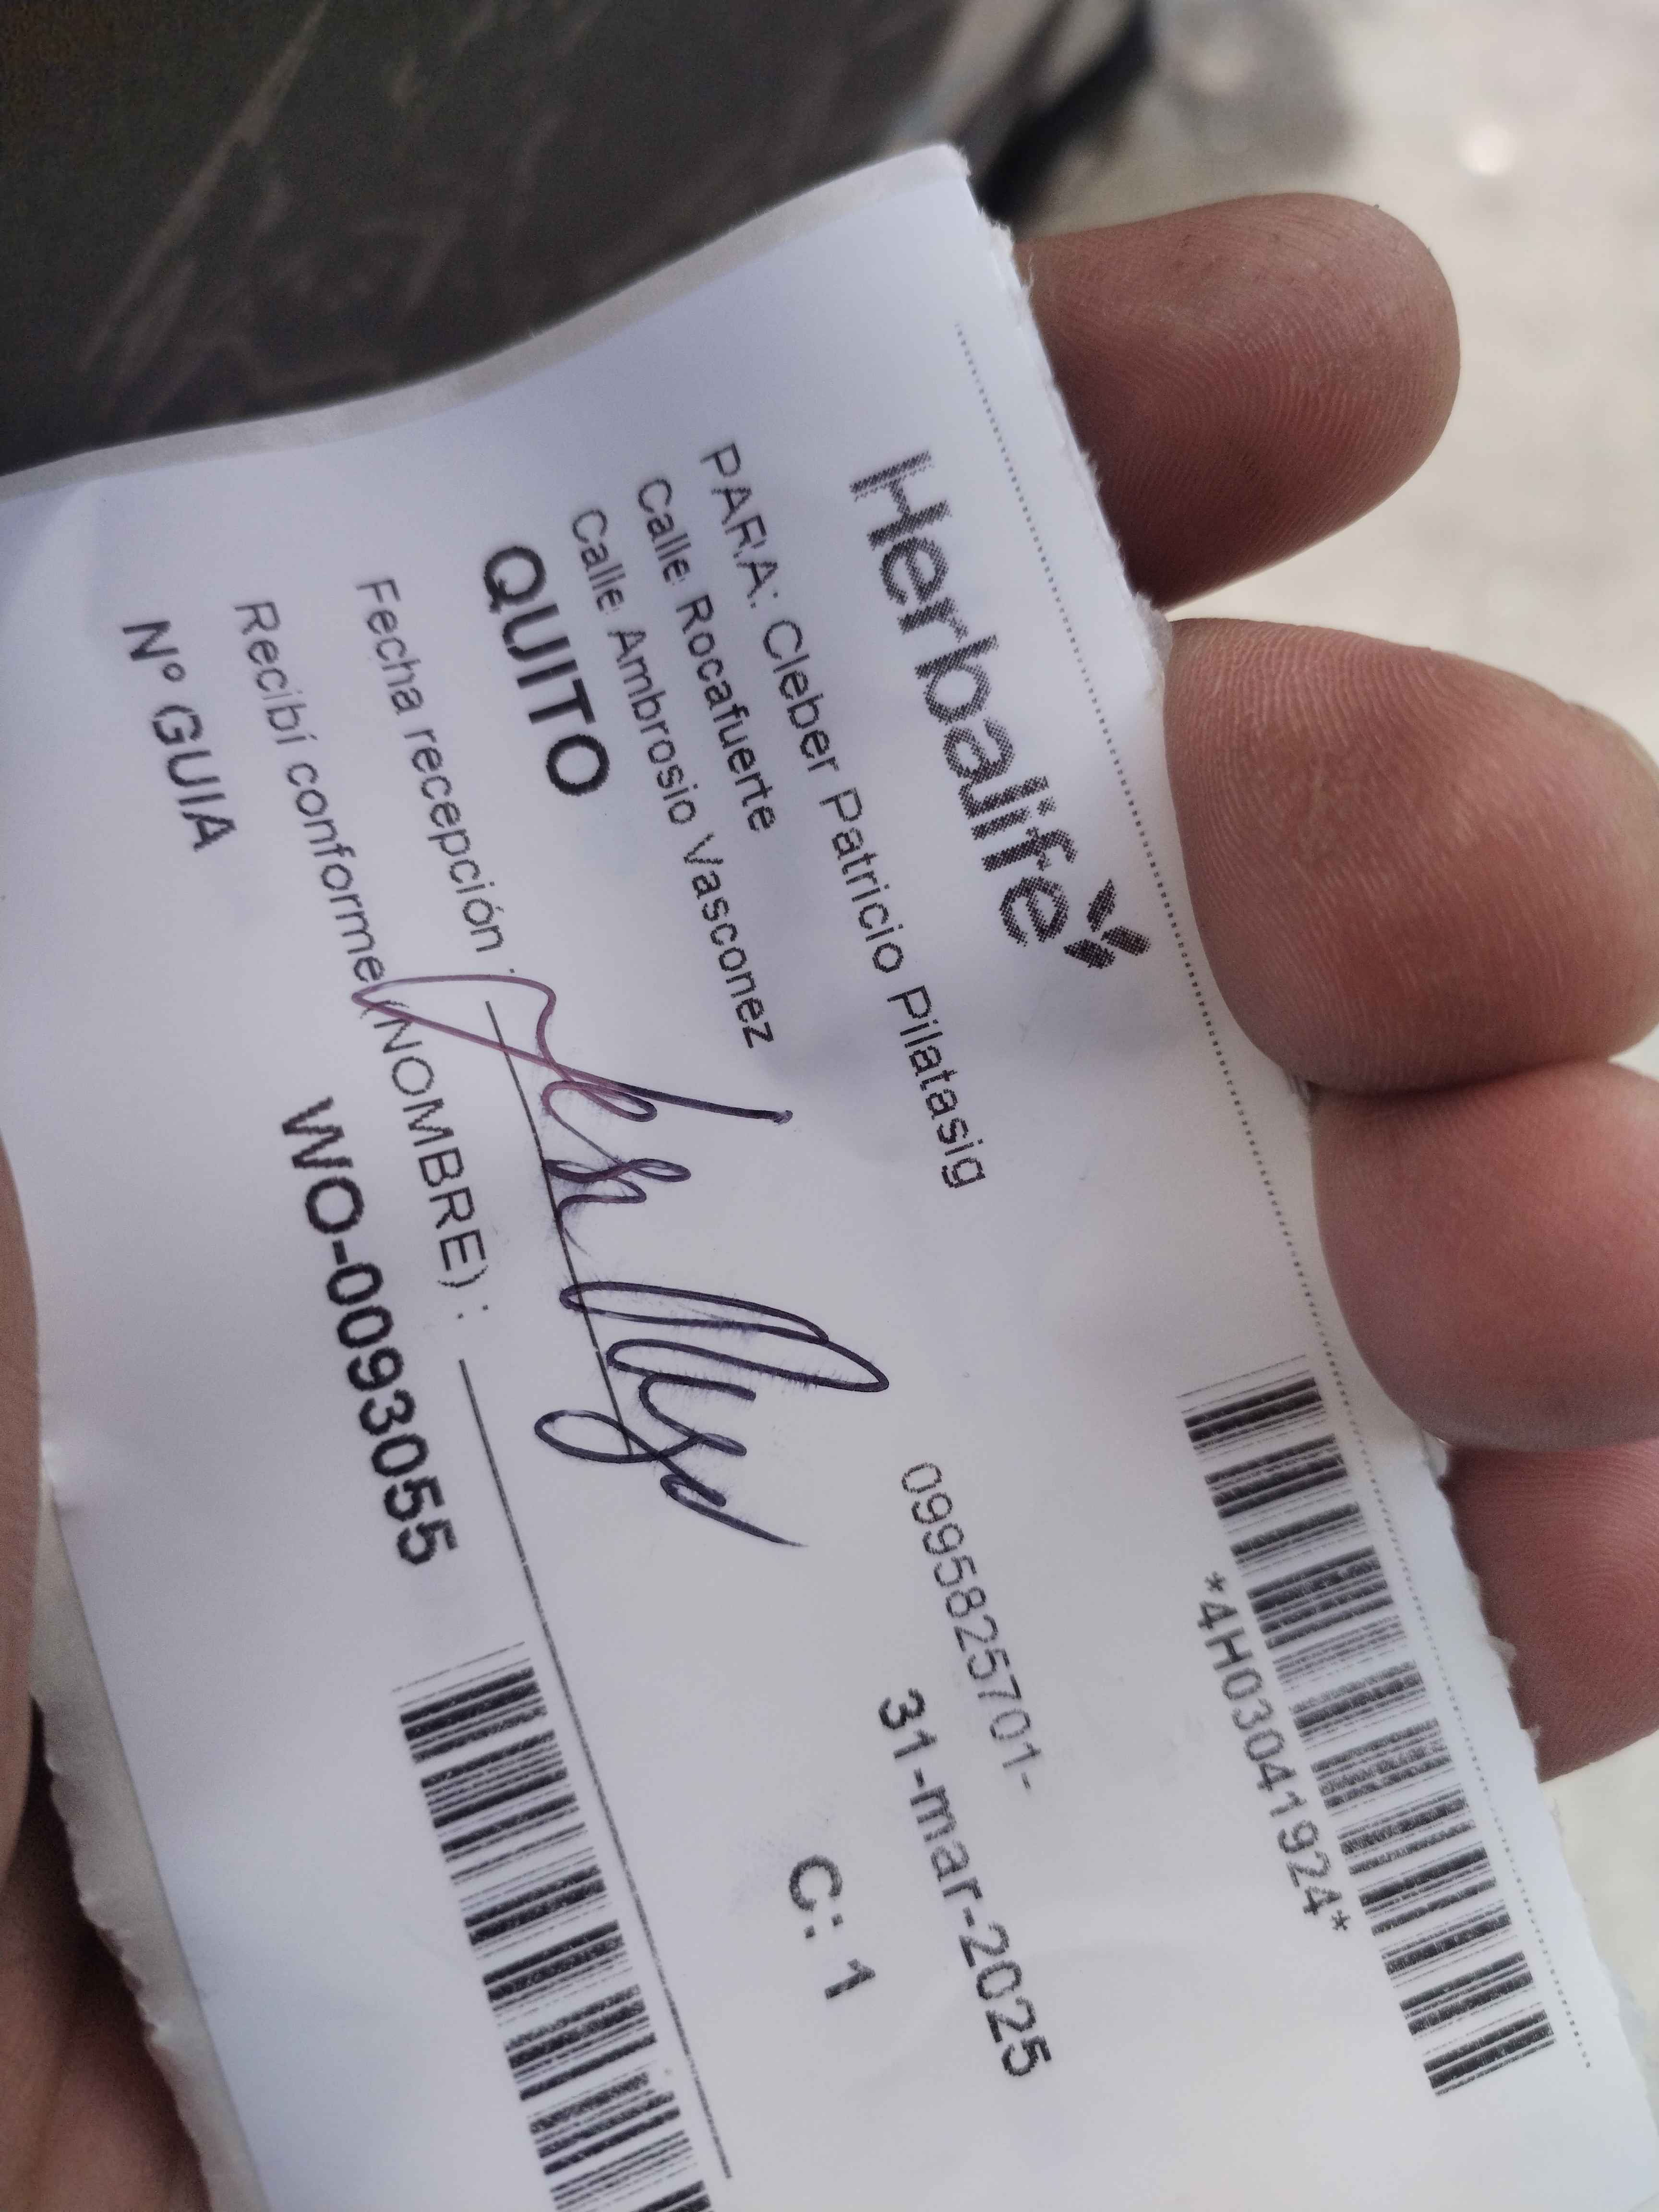 Herbalife
*4H03041924*
PARA: Cleber Patricio Pilatasig
0995825701-
Calle: Rocafuerte
31-mar-2025
Calle: Ambrosio Vasconez
QUITO
C: 1
Fecha recepción :
Recibí conforme(NOMBRE) :
Nº GUIA WO-0093055